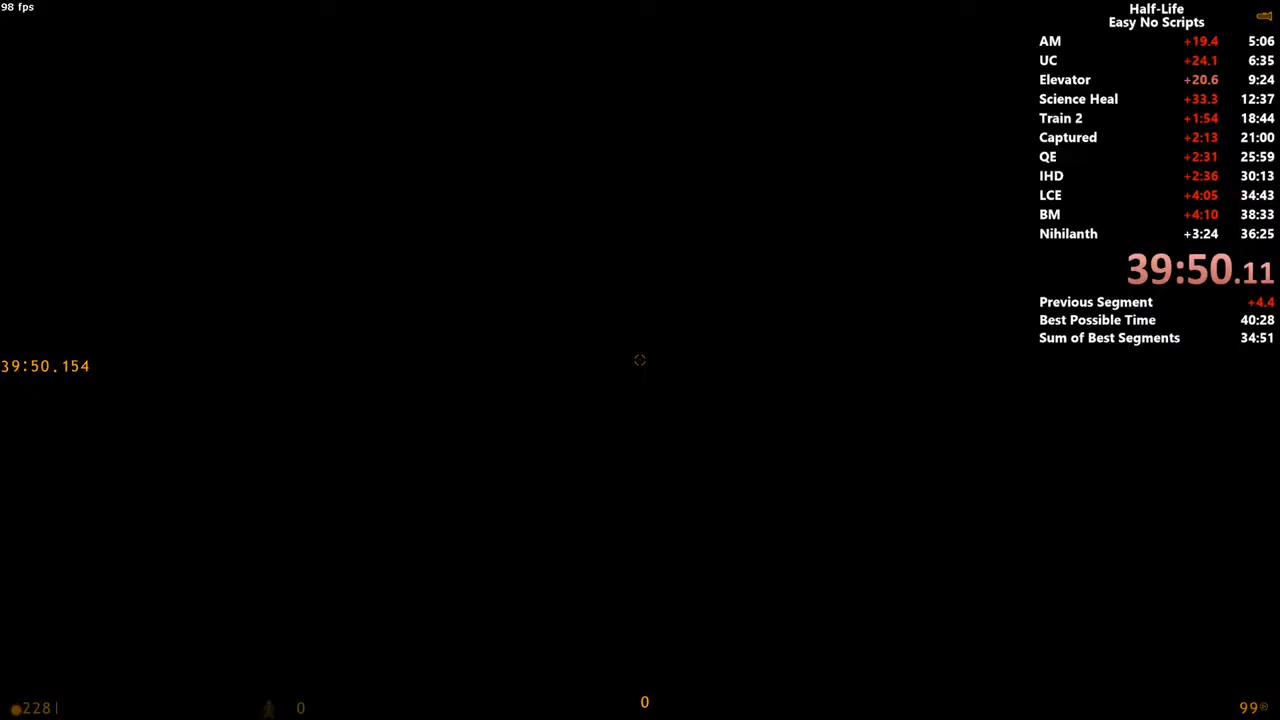 98 fps
Half-Life
Easy No Scripts
AM +19.4 5:06
UC +24.1 6:35
Elevator +20.6 9:24
Science Heal +33.3 12:37
Train 2 +1:54 18:44
Captured +2:13 21:00
QE +2:31 25:59
IHD +2:36 30:13
LCE +4:05 34:43
BM +4:10 38:33
Nihilanth +3:24 36:25
39:50.11
Previous Segment +4.4
Best Possible Time 40:28
Sum of Best Segments 34:51
39:50.154
228|
0
0
99